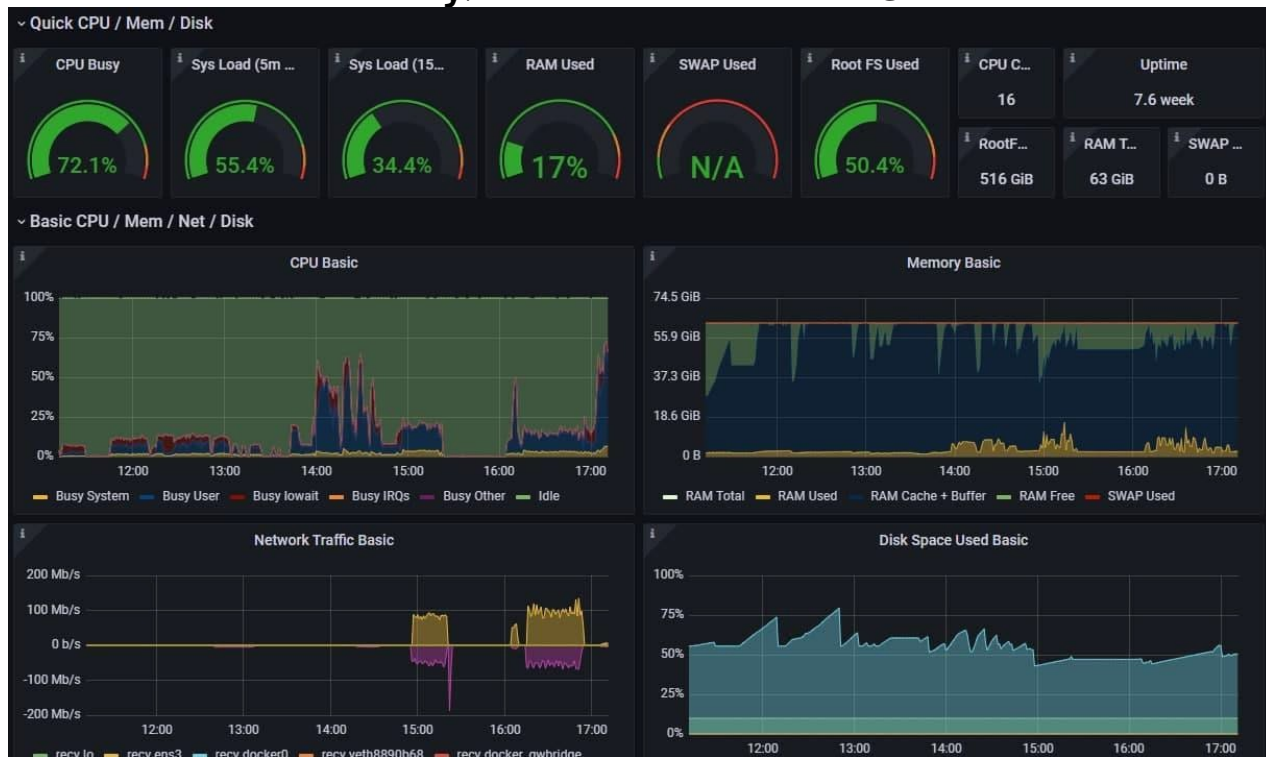 Quick CPU / Mem / Disk
CPU Busy
Sys Load (5m ...
Sys Load (15...
RAM Used
SWAP Used
Root FS Used
CPU C...
Uptime
72.1%
55.4%
34.4%
17%
N/A
50.4%
16
7.6 week
RootF...
RAM T...
SWAP ...
516 GiB
63 GiB
0 B
Basic CPU / Mem / Net / Disk
CPU Basic
100%
75%
50%
25%
0%
12:00 13:00 14:00 15:00 16:00 17:00
Busy System Busy User Busy Iowait Busy IRQs Busy Other Idle
Memory Basic
74.5 GiB
55.9 GiB
37.3 GiB
18.6 GiB
0 B
12:00 13:00 14:00 15:00 16:00 17:00
RAM Total RAM Used RAM Cache + Buffer RAM Free SWAP Used
Network Traffic Basic
200 Mb/s
100 Mb/s
0 b/s
-100 Mb/s
-200 Mb/s
12:00 13:00 14:00 15:00 16:00 17:00
recv lo recv ens3 recv docker0 recv veth8890b68 recv docker_gwbridge
Disk Space Used Basic
100%
75%
50%
25%
0%
12:00 13:00 14:00 15:00 16:00 17:00